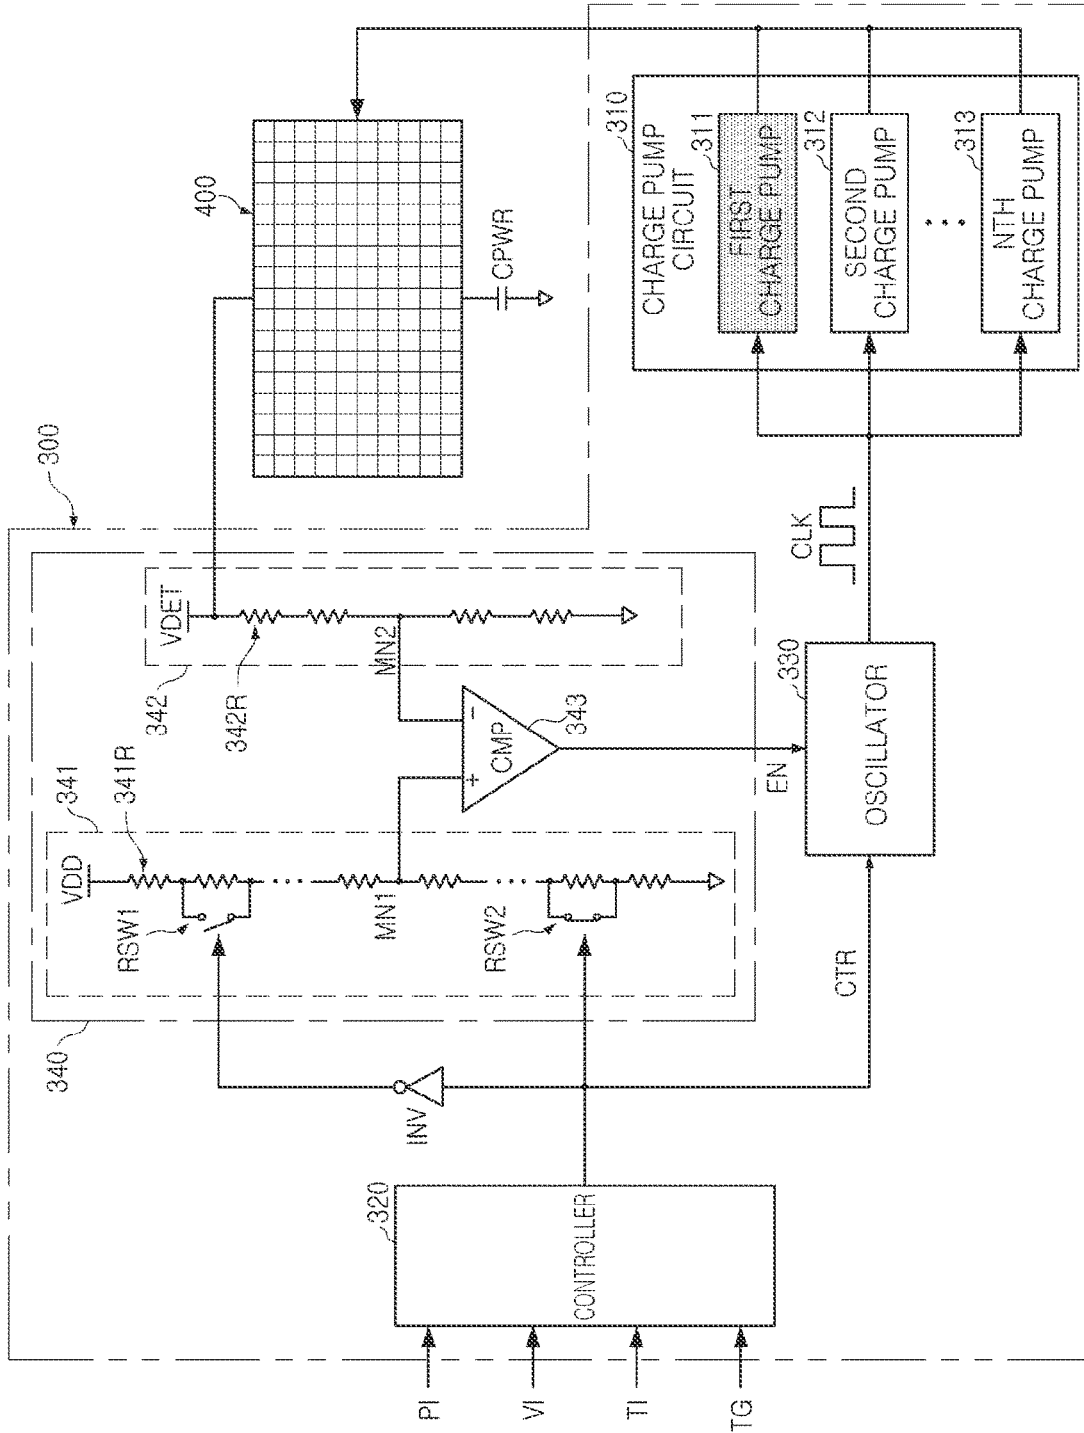 300
340
341
VDD
341R
RSW1
MN1
RSW2
342
VDET
342R
MN2
CMP
+
−
343
400
CPWR
INV
320
CONTROLLER
PI
VI
TI
TG
CTR
EN
330
OSCILLATOR
CLK
310
CHARGE PUMP
CIRCUIT
311
FIRST
CHARGE PUMP
312
SECOND
CHARGE PUMP
313
NTH
CHARGE PUMP